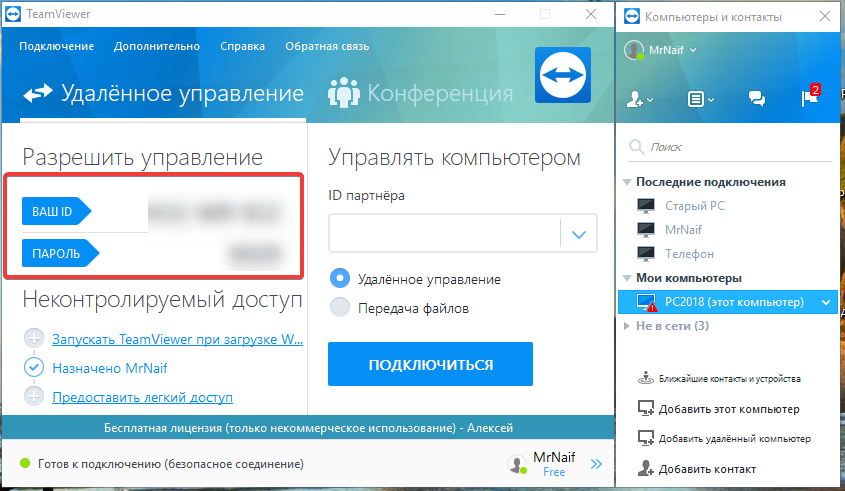 TeamViewer
Подключение Дополнительно Справка Обратная связь
Удалённое управление Конференция
Разрешить управление
ВАШ ID
ПАРОЛЬ
Неконтролируемый доступ
Запускать TeamViewer при загрузке W...
Назначено MrNaif
Предоставить легкий доступ
Управлять компьютером
ID партнёра
Удалённое управление
Передача файлов
ПОДКЛЮЧИТЬСЯ
Бесплатная лицензия (только некоммерческое использование) - Алексей
Готов к подключению (безопасное соединение)
MrNaif
Free
Компьютеры и контакты
MrNaif
2
Поиск
Последние подключения
Старый PC
MrNaif
Телефон
Мои компьютеры
PC2018 (этот компьютер)
Не в сети (3)
Ближайшие контакты и устройства
Добавить этот компьютер
Добавить удалённый компьютер
Добавить контакт